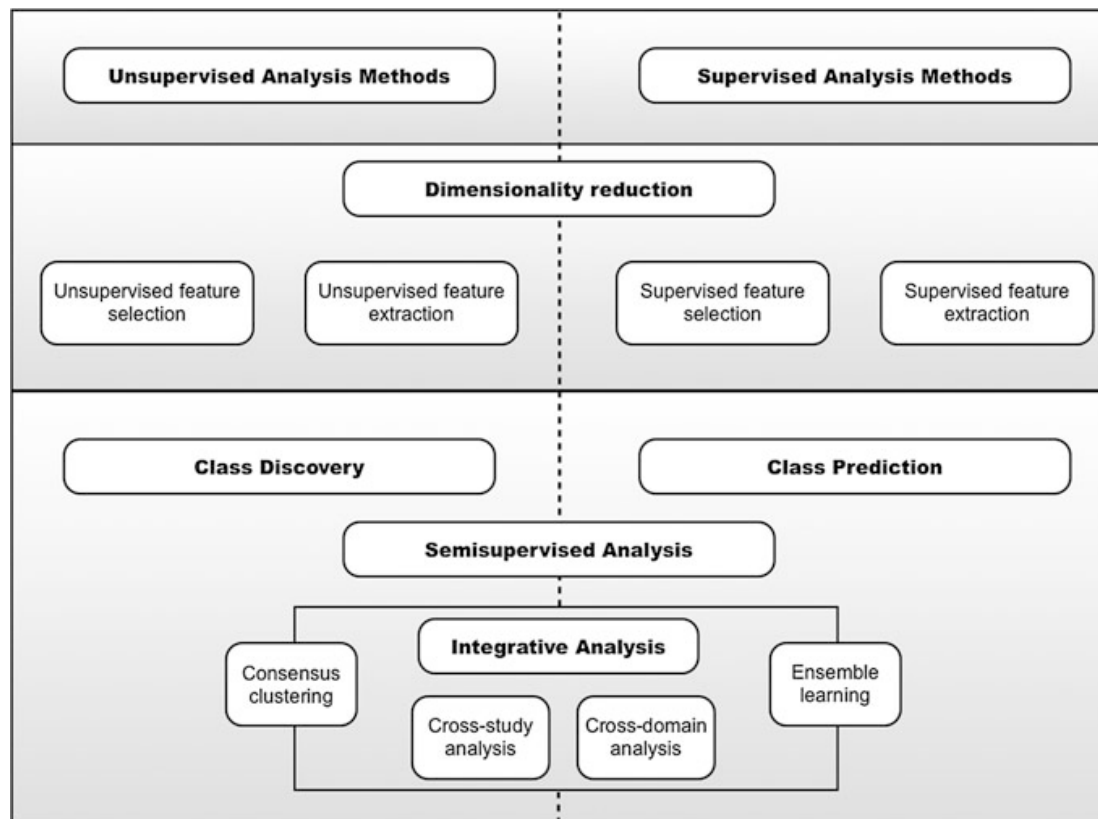 Unsupervised Analysis Methods
Supervised Analysis Methods
Dimensionality reduction
Unsupervised feature
selection
Unsupervised feature
extraction
Supervised feature
selection
Supervised feature
extraction
Class Discovery
Class Prediction
Semisupervised Analysis
Integrative Analysis
Consensus
clustering
Cross-study
analysis
Cross-domain
analysis
Ensemble
learning